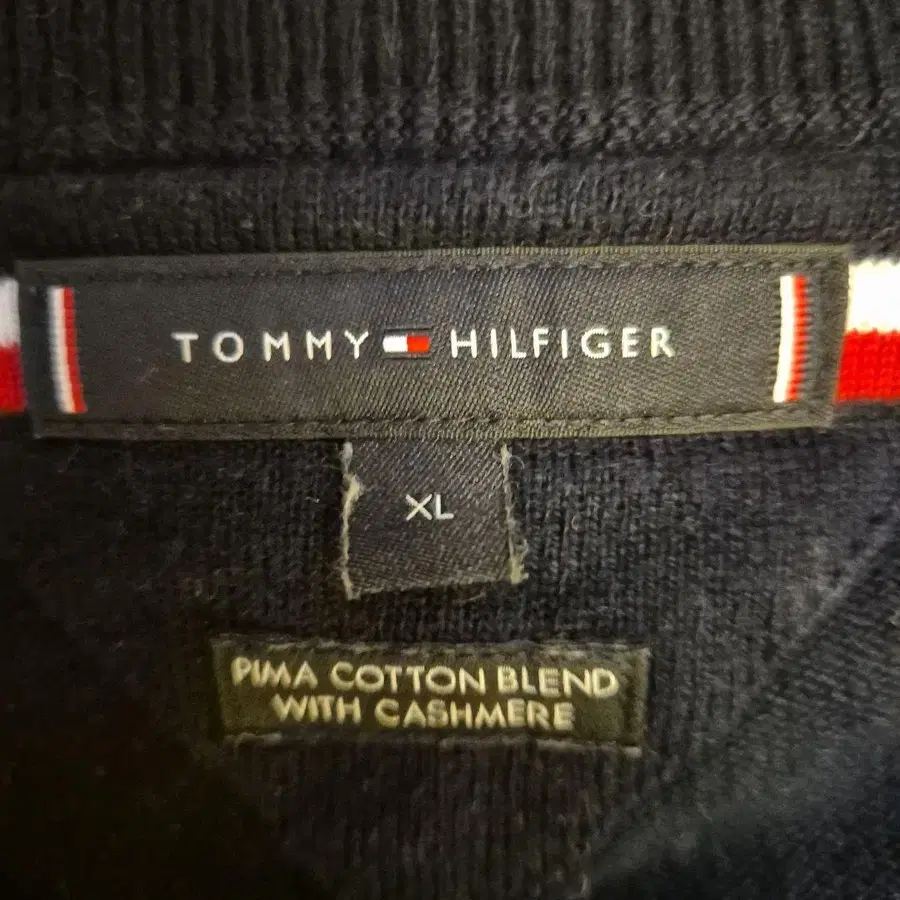 TOMMY HILFIGER
XL
PIMA COTTON BLEND
WITH CASHMERE